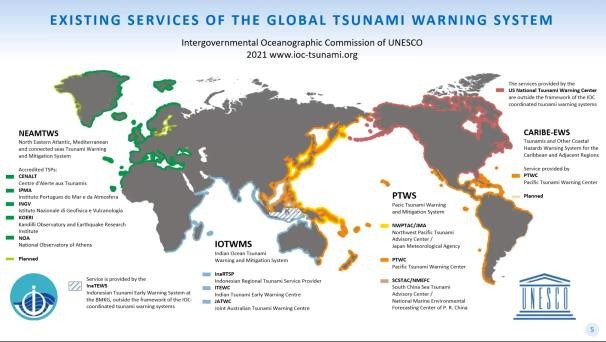 EXISTING SERVICES OF THE GLOBAL TSUNAMI WARNING SYSTEM
Intergovernmental Oceanographic Commission of UNESCO
2021 www.ioc-tsunami.org
The services provided by the
US National Tsunami Warning Center
are outside the framework of the IOC
coordinated tsunami warning systems
NEAMTWS
North Eastern Atlantic, Mediterranean
and connected seas Tsunami Warning
and Mitigation System
Accredited TSPs:
CENALT
Centre d'Alerte aux Tsunamis
IPMA
Instituto Portugues do Mar e da Atmosfera
INGV
Istituto Nazionale di Geofisica e Vulcanologia
KOERI
Kandilli Observatory and Earthquake Research
Institute
NOA
National Observatory of Athens
Planned
CARIBE-EWS
Tsunamis and Other Coastal
Hazards Warning System for the
Caribbean and Adjacent Regions
Service provided by
PTWC
Pacific Tsunami Warning Center
Planned
PTWS
Pacific Tsunami Warning
and Mitigation System
NWPTAC/JMA
Northwest Pacific Tsunami
Advisory Center /
Japan Meteorological Agency
PTWC
Pacific Tsunami Warning Center
SCSTAC/NMEFC
South China Sea Tsunami
Advisory Center /
National Marine Environmental
Forecasting Center of P. R. China
IOTWMS
Indian Ocean Tsunami
Warning and Mitigation System
InaRTSP
Indonesian Regional Tsunami Service Provider
ITEWC
Indian Tsunami Early Warning Centre
JATWC
Joint Australian Tsunami Warning Centre
Service is provided by the
InaTEWS
Indonesian Tsunami Early Warning System at
the BMKG, outside the framework of the IOC-
coordinated tsunami warning systems
UNESCO
5